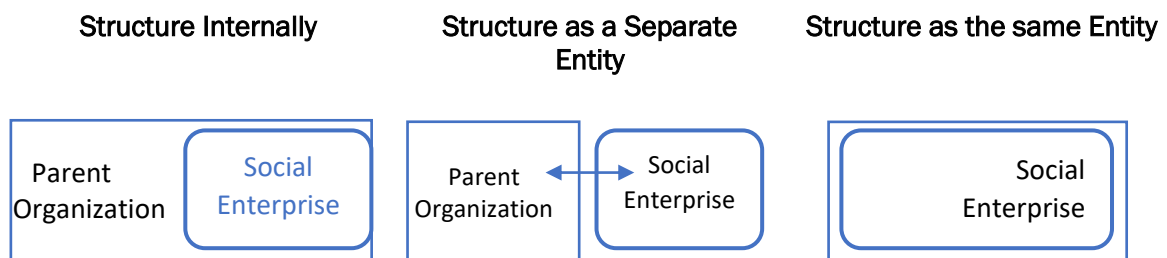 Structure Internally
Structure as a Separate
Entity
Structure as the same Entity
Parent
Organization
Social
Enterprise
Parent
Organization
Social
Enterprise
Social
Enterprise